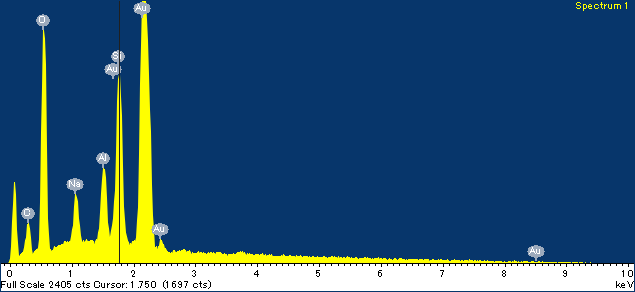 Spectrum 1
O
Au
Si
Au
Al
Na
C
Au
Au
0 1 2 3 4 5 6 7 8 9 10
Full Scale 2405 cts Cursor: 1.750 (1697 cts) keV